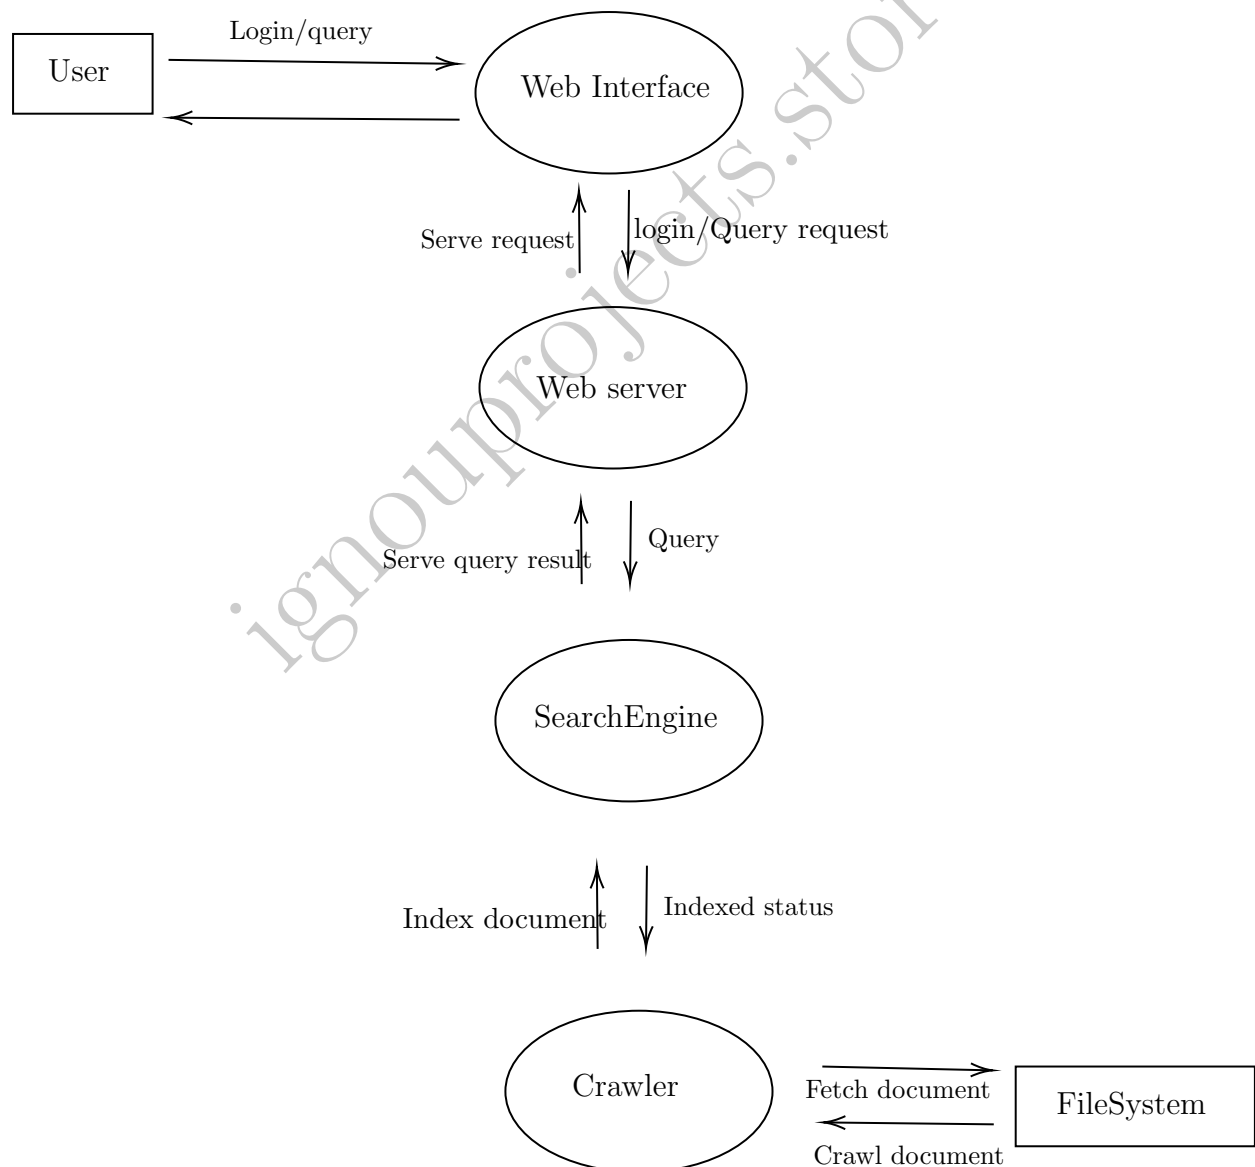 Login/query
User
Web Interface
Serve request
login/Query request
Web server
Query
Serve query result
SearchEngine
Indexed status
Index document
Crawler
Fetch document
FileSystem
Crawl document
ignouprojects.stor